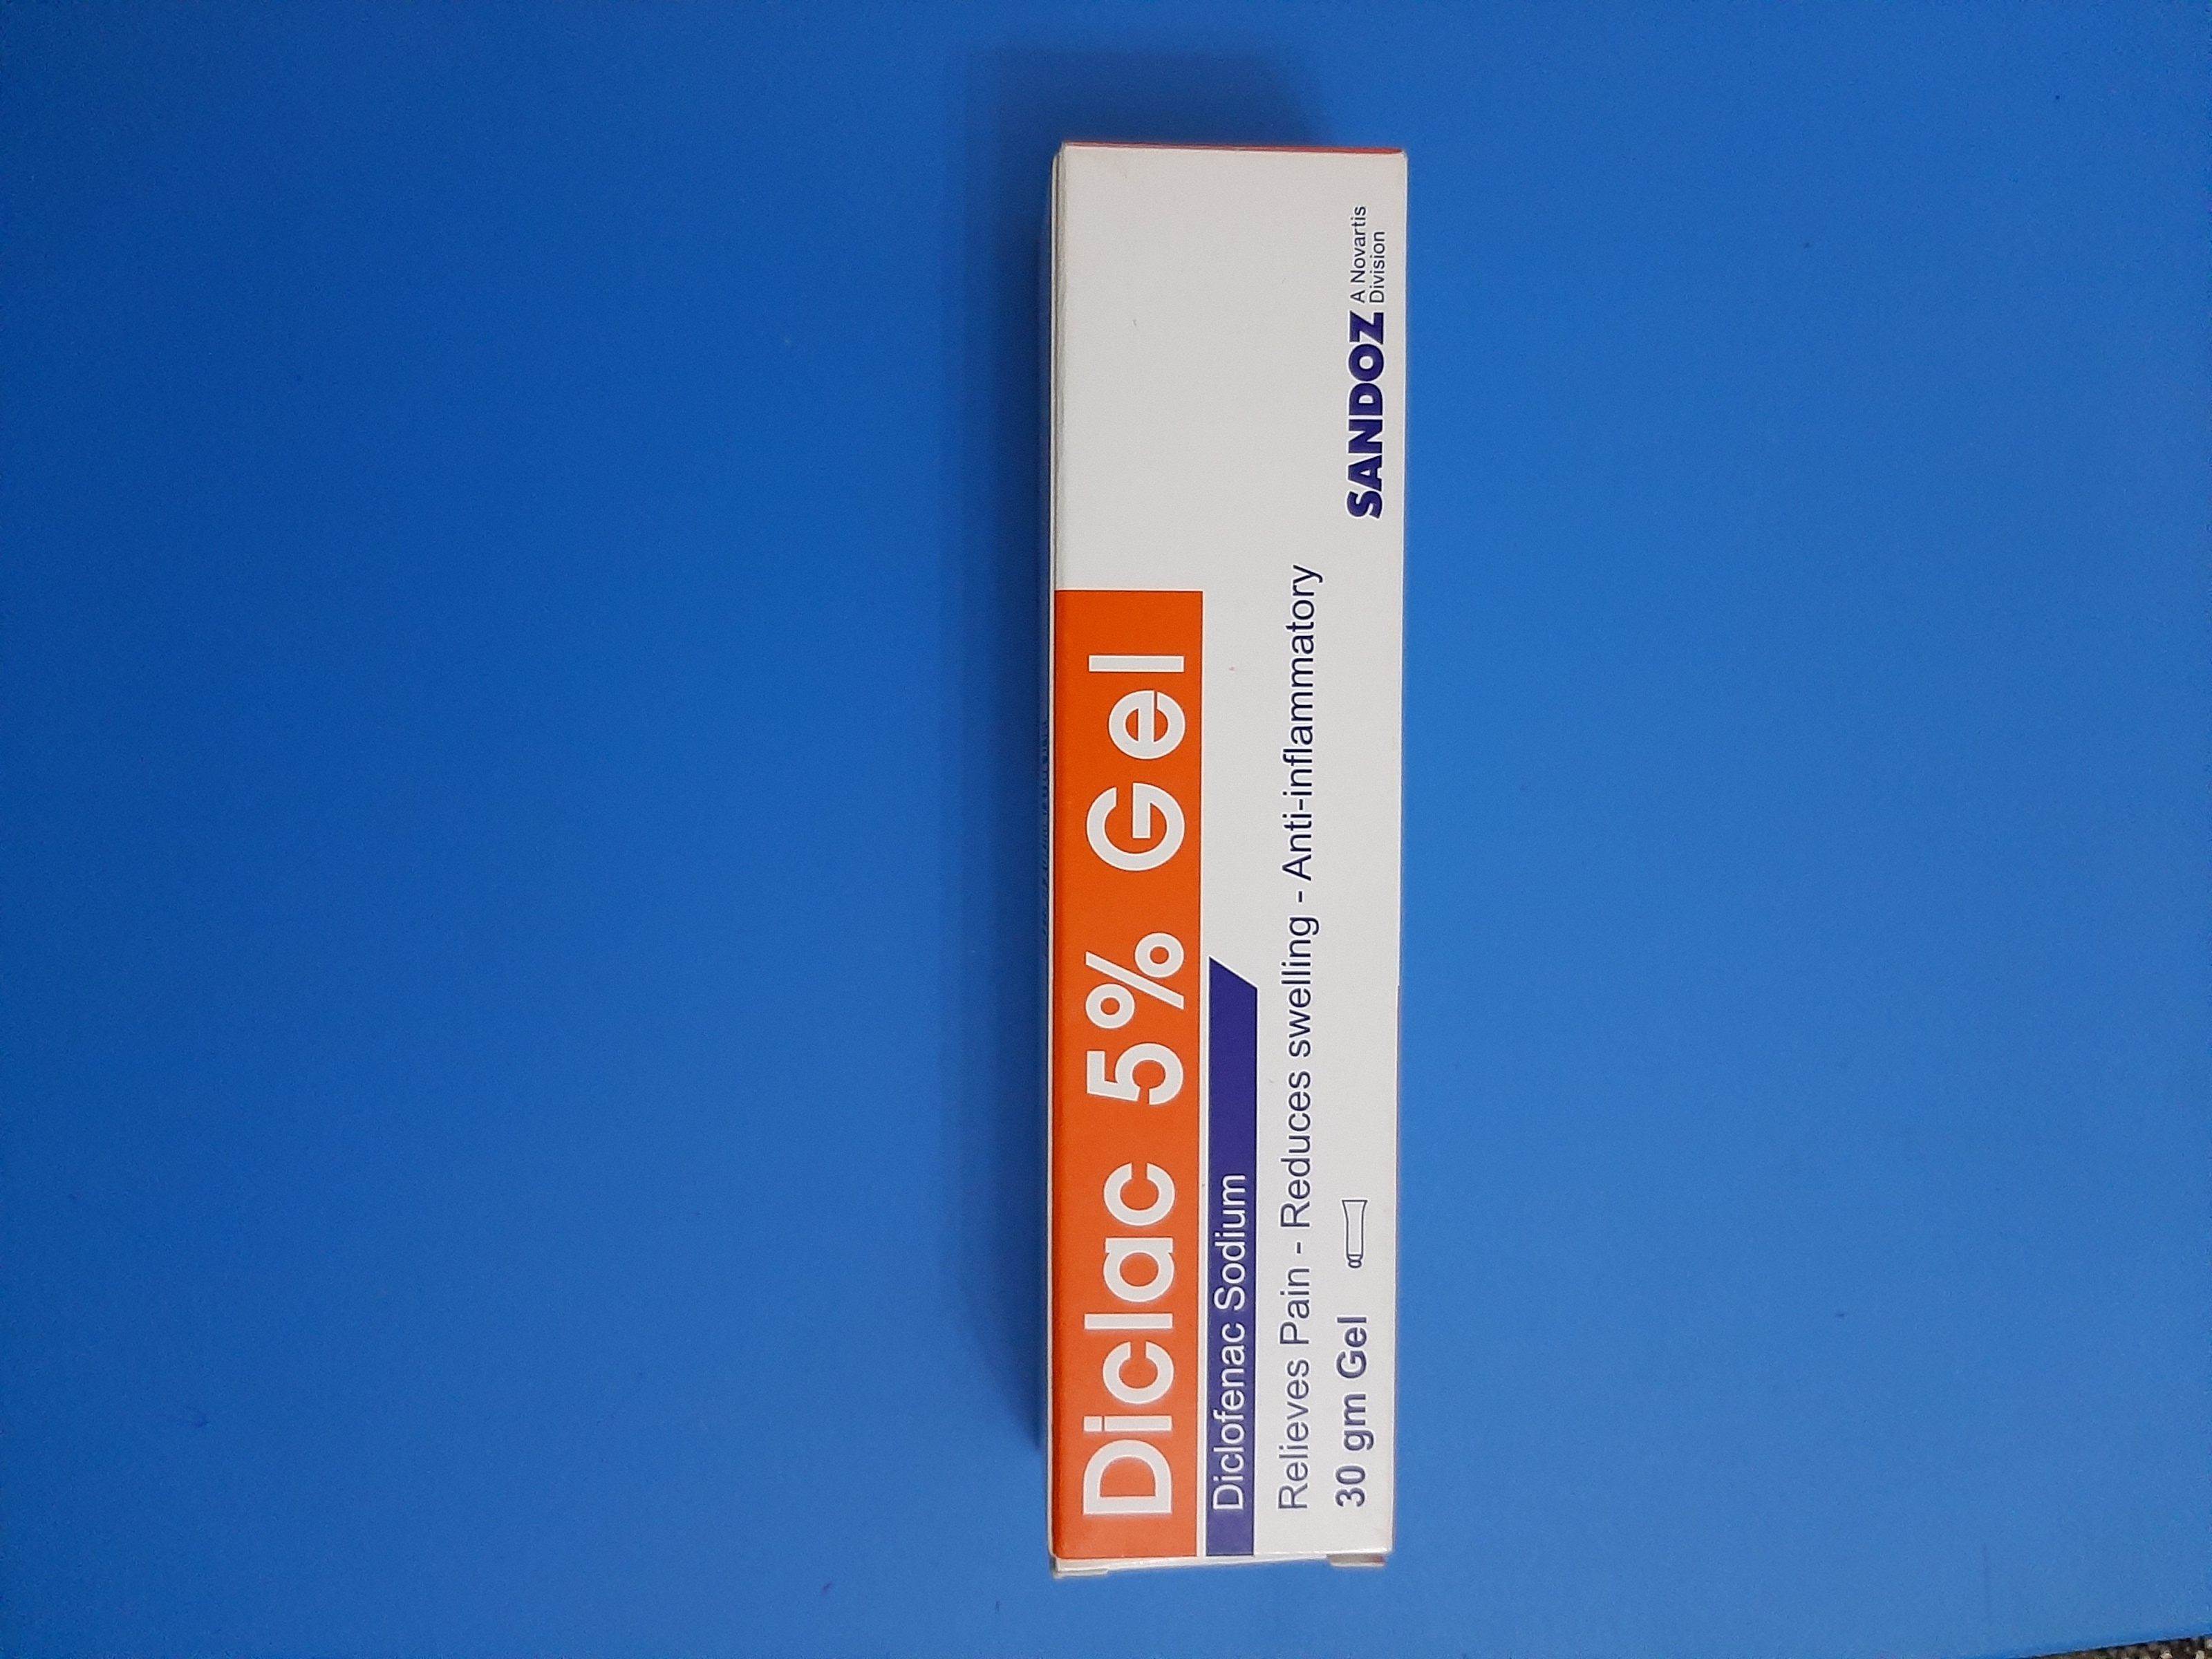 Diclac 5% Gel
Diclofenac Sodium
Relieves Pain - Reduces swelling - Anti-inflammatory
30 gm Gel
SANDOZ A Novartis
Division